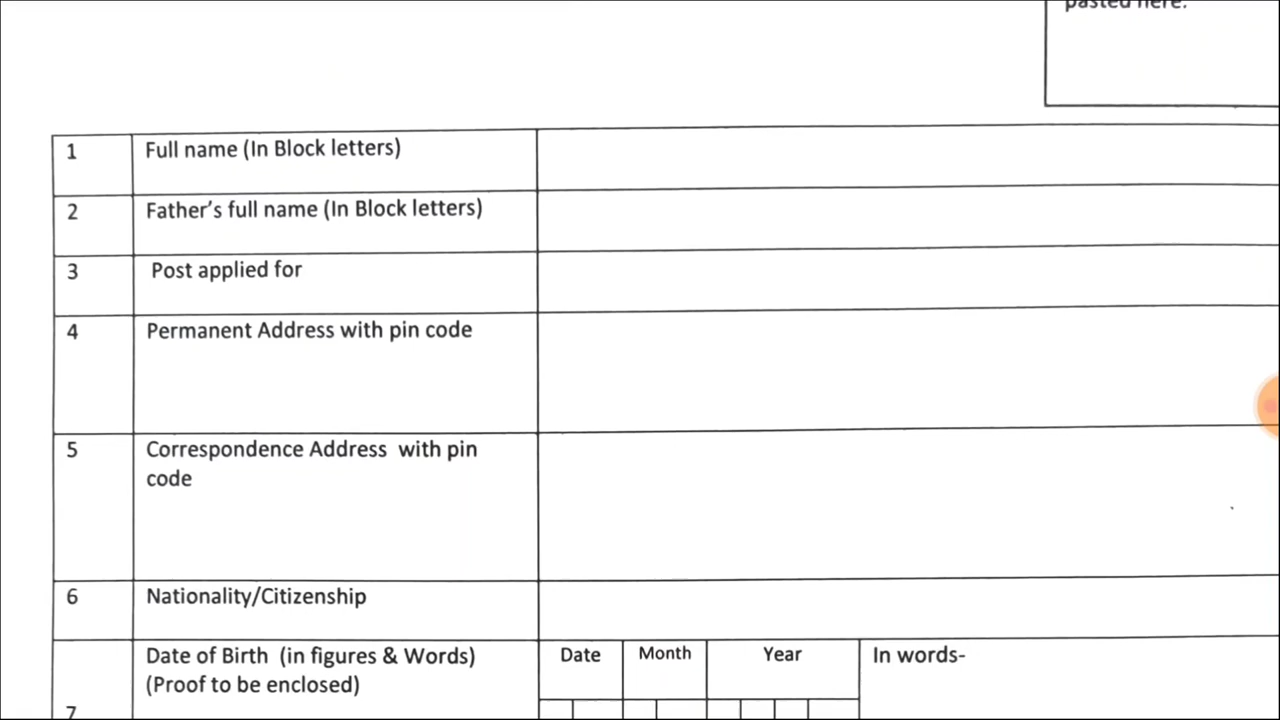 pasted here.
1 Full name (In Block letters)
2 Father's full name (In Block letters)
3 Post applied for
4 Permanent Address with pin code
5 Correspondence Address with pin
code
6 Nationality/Citizenship
Date of Birth (in figures & Words) Date Month Year In words-
(Proof to be enclosed)
7